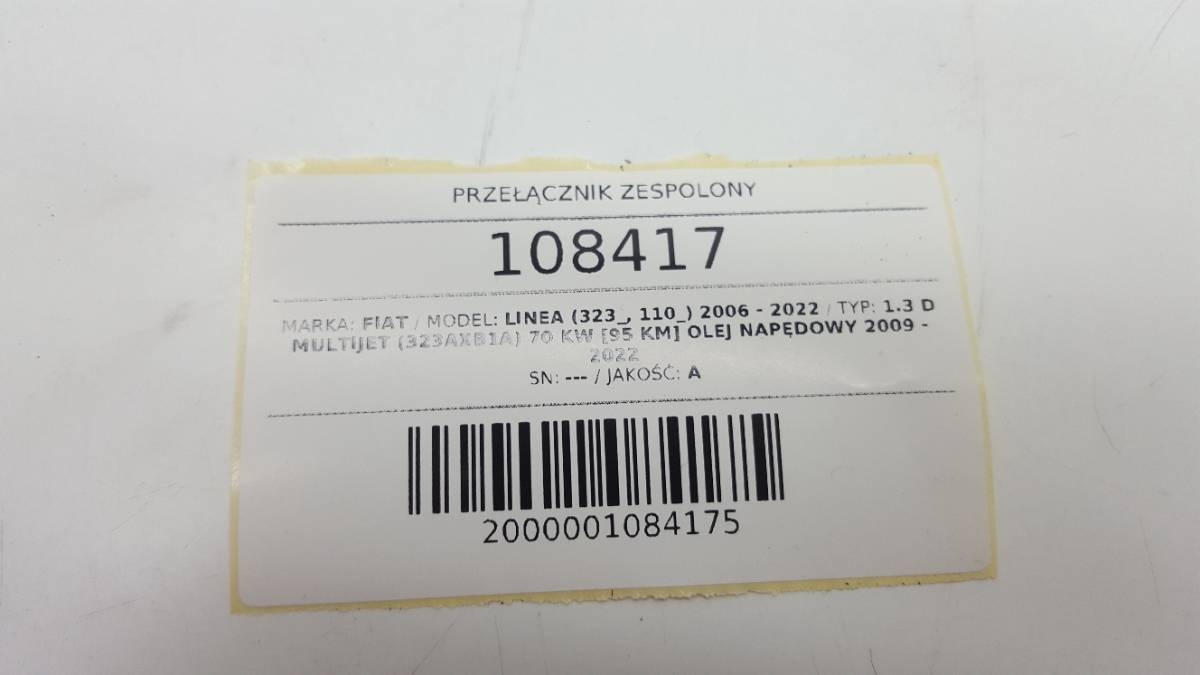 PRZEŁĄCZNIK ZESPOLONY
108417
MARKA: FIAT / MODEL: LINEA (323_, 110_) 2006 - 2022 / TYP: 1.3 D
MULTIJET (323AXB1A) 70 KW [95 KM] OLEJ NAPĘDOWY 2009 -
2022
SN: --- / JAKOŚĆ: A
2000001084175